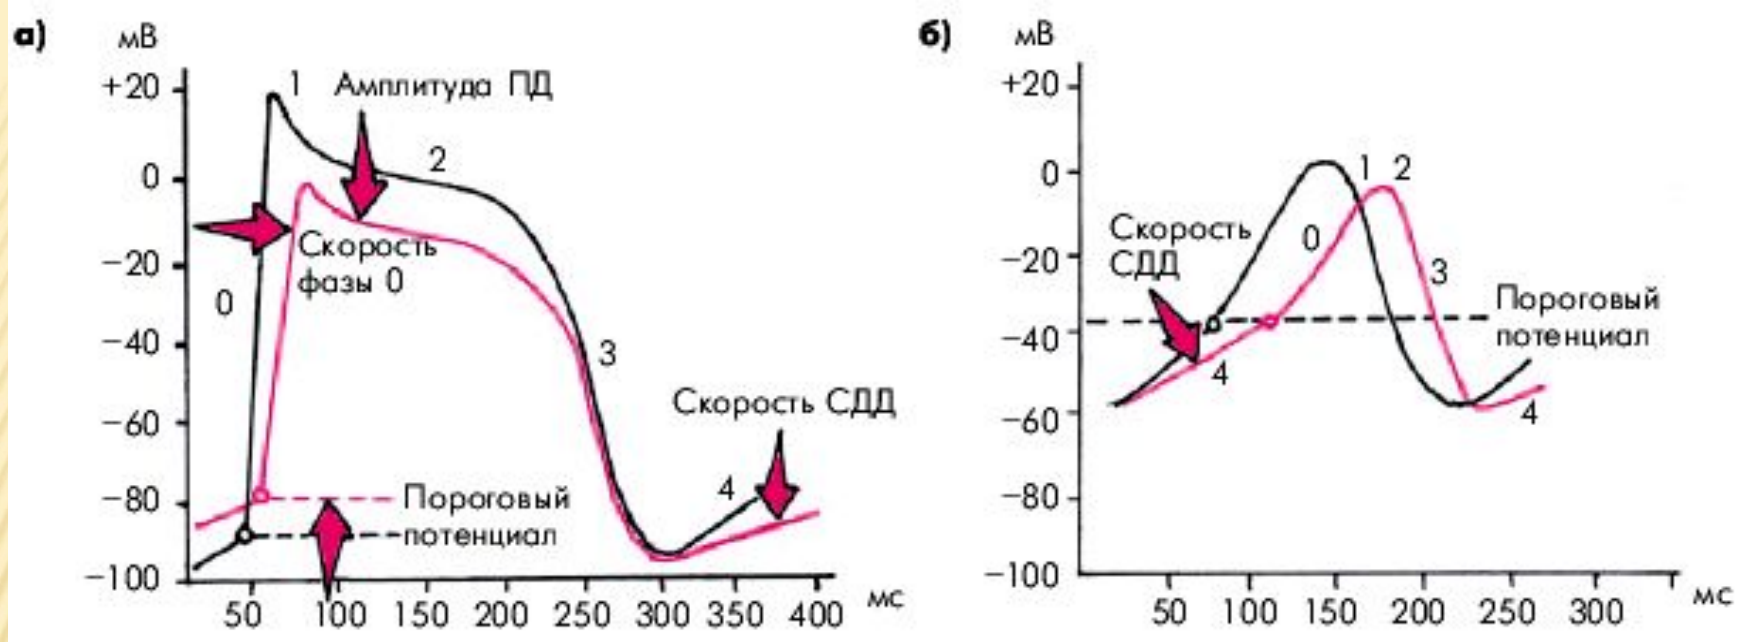 а)
мВ
+20
0
−20
−40
−60
−80
−100
1
Амплитуда ПД
2
Скорость
фазы 0
0
3
Скорость СДД
4
Пороговый
потенциал
50 100 150 200 250 300 350 400 мс
б)
мВ
+20
0
−20
−40
−60
−80
−100
1 2
Скорость
СДД
0
3
Пороговый
потенциал
4
4
50 100 150 200 250 300 мс